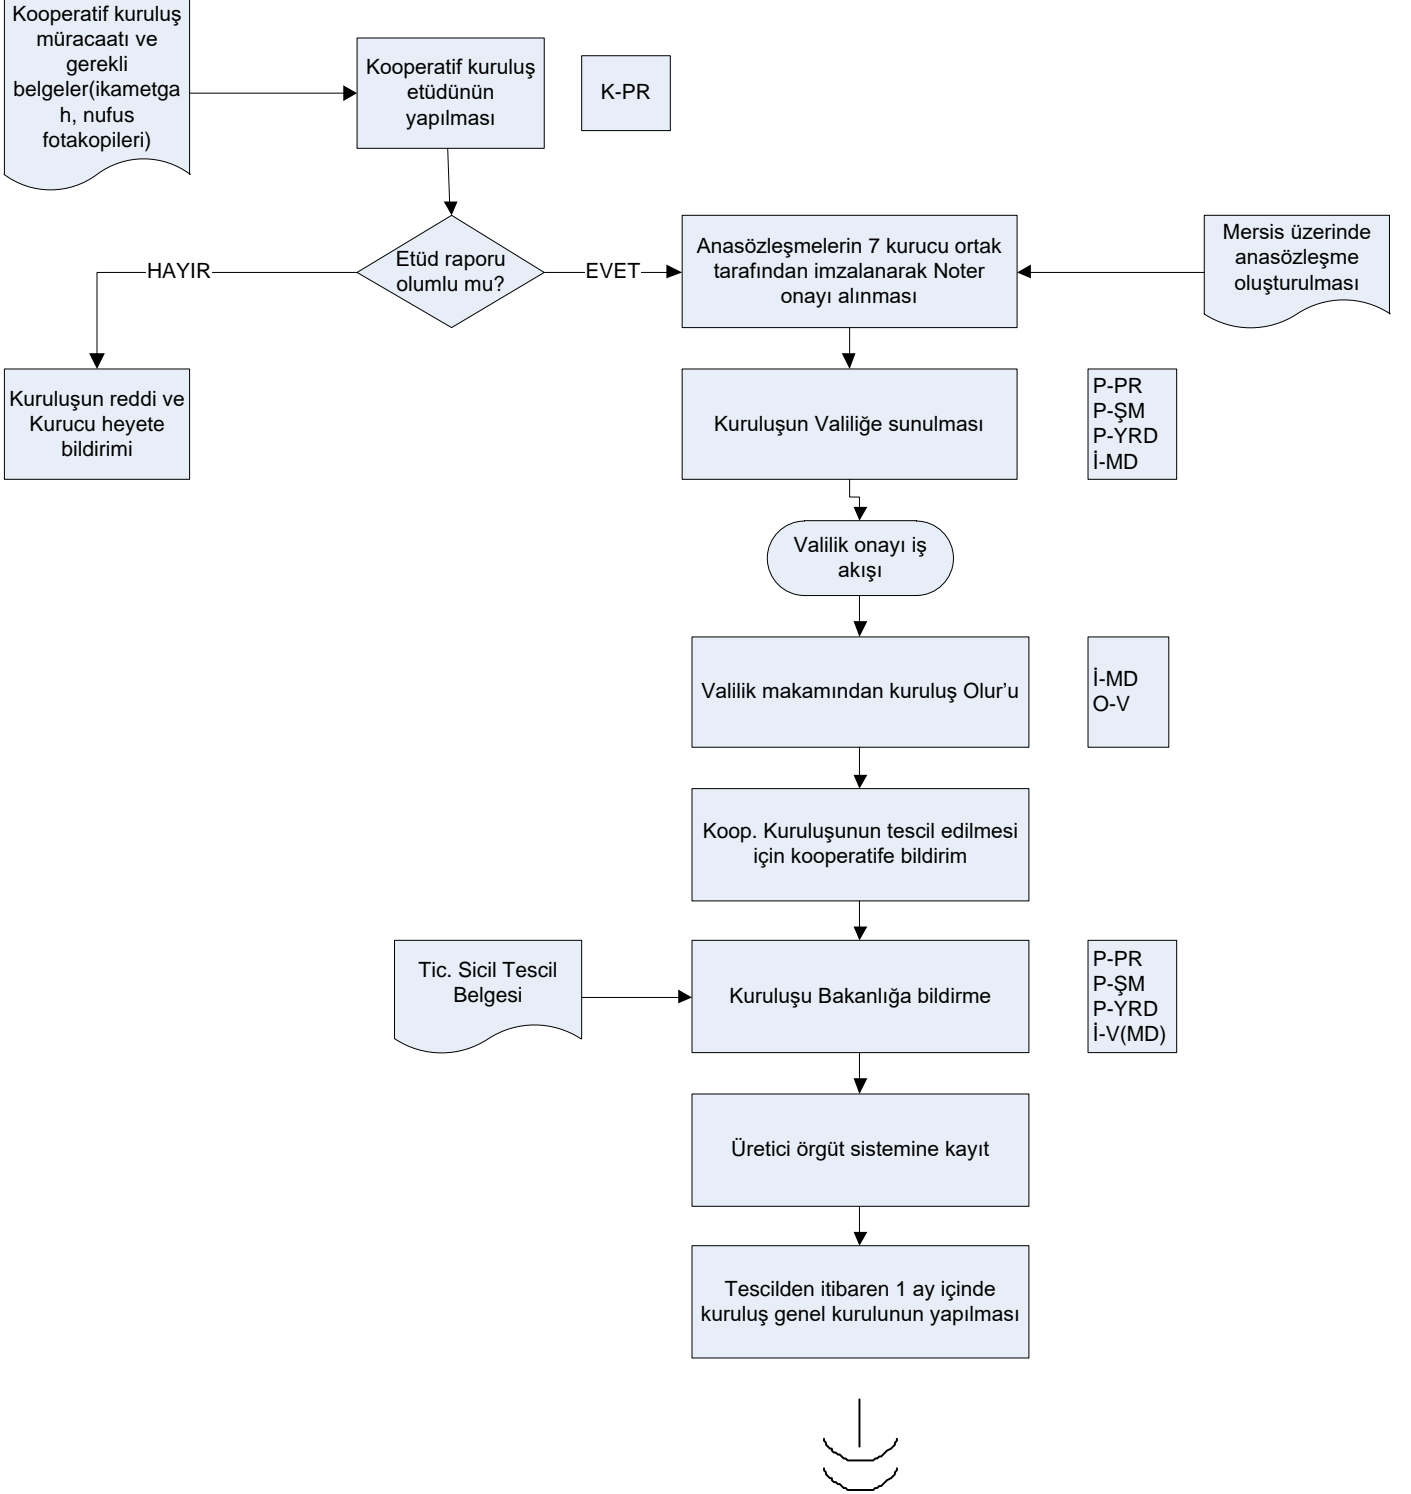 Kooperatif kuruluş
müracaatı ve
gerekli
belgeler(ikametga
h, nufus
fotakopileri)
Kooperatif kuruluş
etüdünün
yapılması
K-PR
Etüd raporu
olumlu mu?
HAYIR
EVET
Anasözleşmelerin 7 kurucu ortak
tarafından imzalanarak Noter
onayı alınması
Mersis üzerinde
anasözleşme
oluşturulması
Kuruluşun reddi ve
Kurucu heyete
bildirimi
Kuruluşun Valiliğe sunulması
P-PR
P-ŞM
P-YRD
İ-MD
Valilik onayı iş
akışı
Valilik makamından kuruluş Olur’u
İ-MD
O-V
Koop. Kuruluşunun tescil edilmesi
için kooperatife bildirim
Tic. Sicil Tescil
Belgesi
Kuruluşu Bakanlığa bildirme
P-PR
P-ŞM
P-YRD
İ-V(MD)
Üretici örgüt sistemine kayıt
Tescilden itibaren 1 ay içinde
kuruluş genel kurulunun yapılması